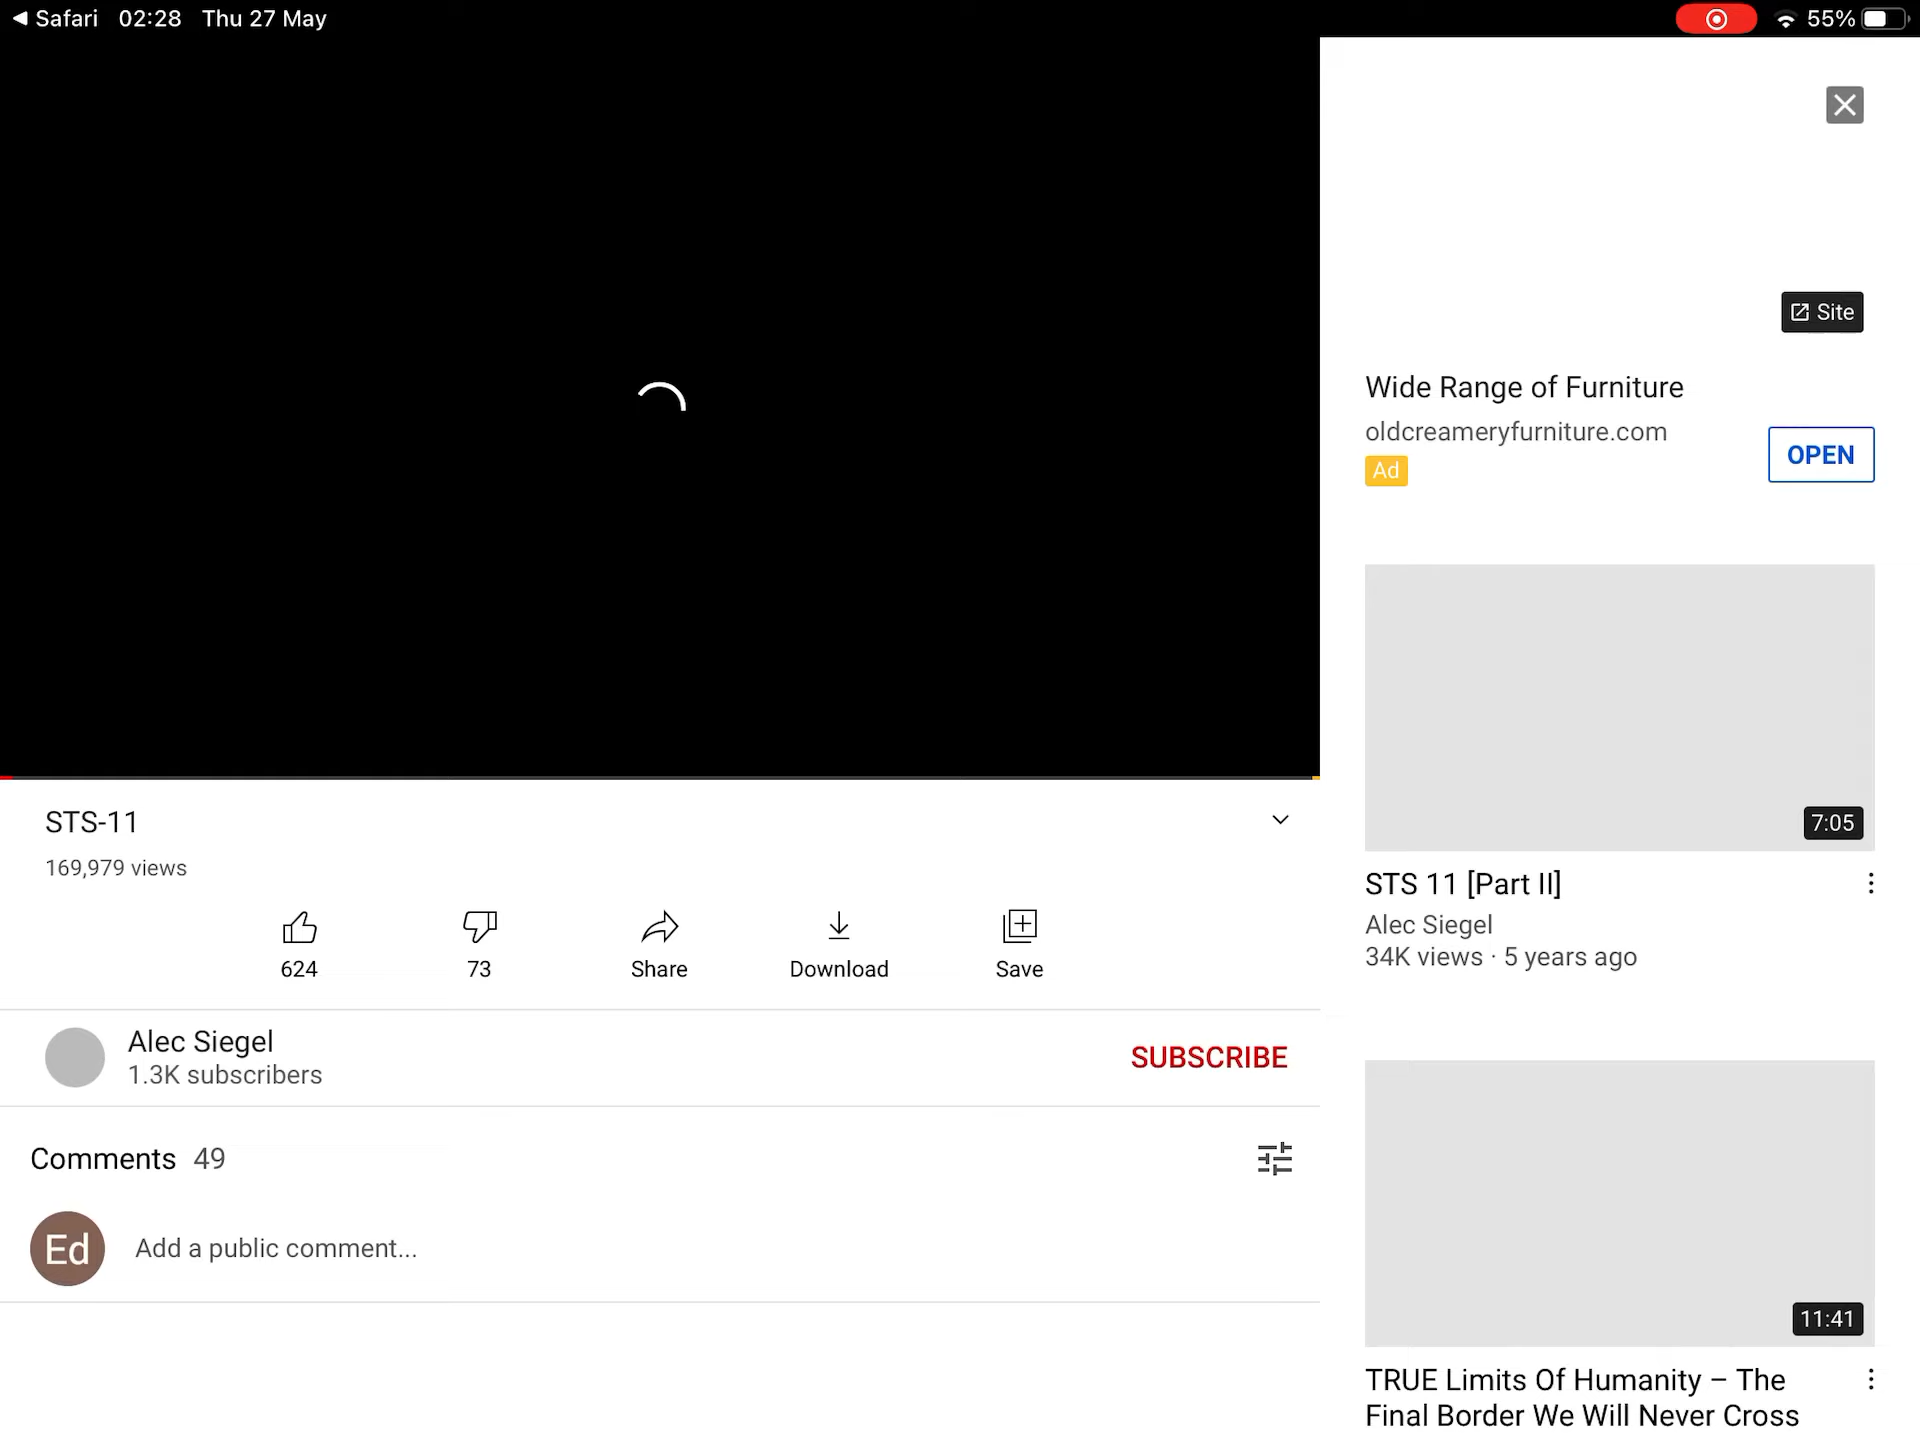 Safari 02:28 Thu 27 May
55%
STS-11
169,979 views
624
73
Share
Download
Save
Alec Siegel
1.3K subscribers
SUBSCRIBE
Comments 49
Ed
Add a public comment...
Site
Wide Range of Furniture
oldcreameryfurniture.com
Ad
OPEN
7:05
STS 11 [Part II]
Alec Siegel
34K views · 5 years ago
11:41
TRUE Limits Of Humanity – The
Final Border We Will Never Cross